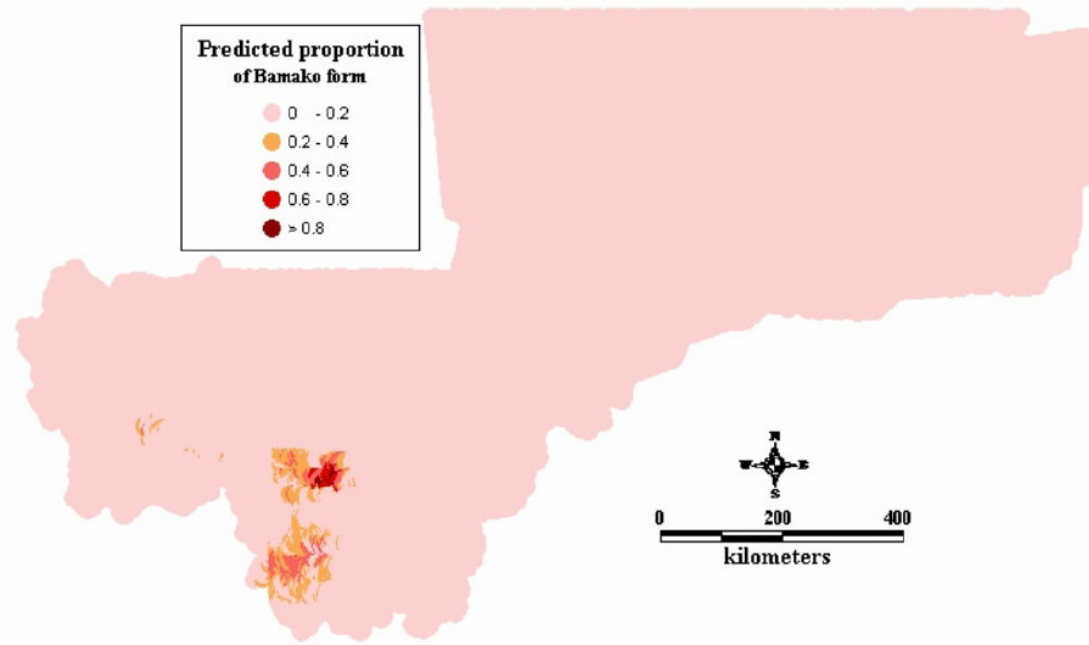 Predicted proportion
of Bamako form
0 - 0.2
0.2 - 0.4
0.4 - 0.6
0.6 - 0.8
> 0.8
N
W E
S
0 200 400
kilometers